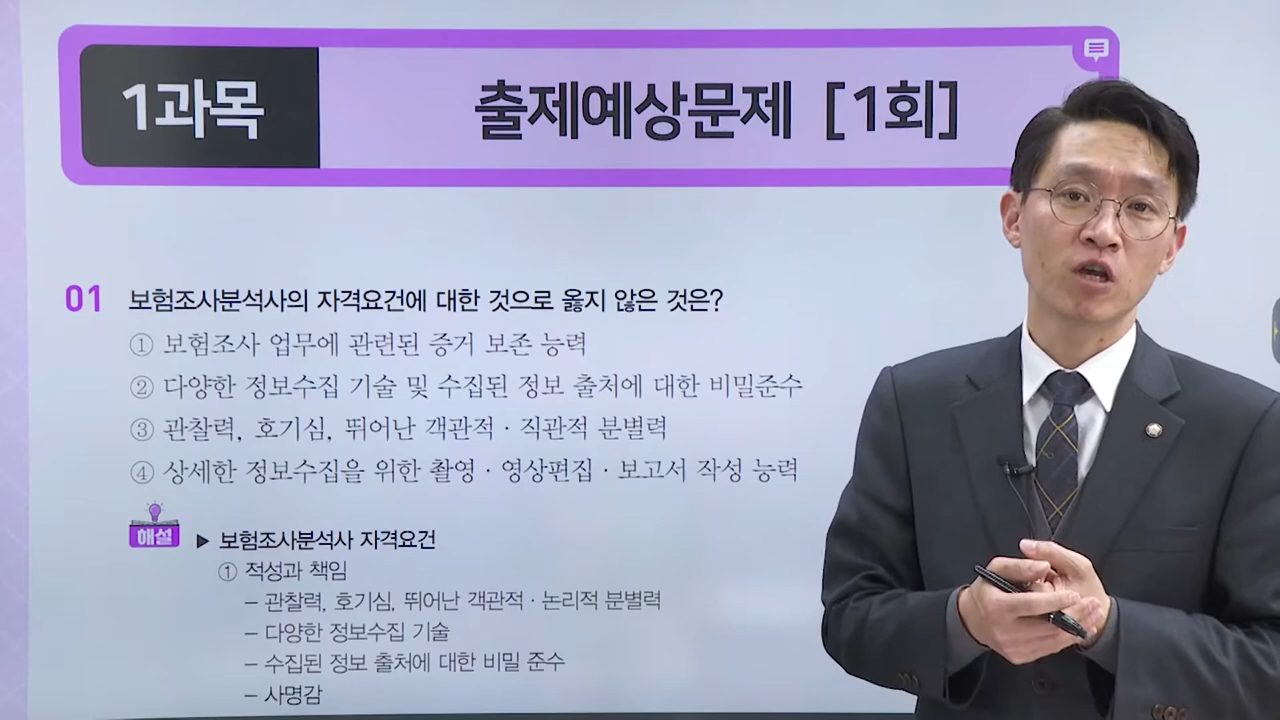 1과목
출제예상문제 [1회]
01 보험조사분석사의 자격요건에 대한 것으로 옳지 않은 것은?
① 보험조사 업무에 관련된 증거 보존 능력
② 다양한 정보수집 기술 및 수집된 정보 출처에 대한 비밀준수
③ 관찰력, 호기심, 뛰어난 객관적 · 직관적 분별력
④ 상세한 정보수집을 위한 촬영 · 영상편집 · 보고서 작성 능력
해설 ▶ 보험조사분석사 자격요건
① 적성과 책임
– 관찰력, 호기심, 뛰어난 객관적 · 논리적 분별력
– 다양한 정보수집 기술
– 수집된 정보 출처에 대한 비밀 준수
– 사명감